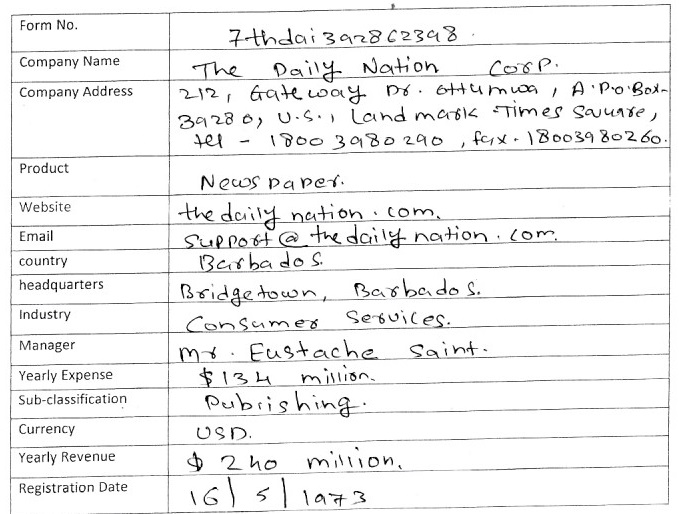 Form No. 7thdai392862398.
Company Name The Daily Nation Corp.
Company Address 212, Gateway Dr. Ottumwa, A.P.O.Box-
39280, U.S., Landmark-Times Square,
tel - 18003980290, fax-18003980260.
Product Newspaper.
Website thedailynation.com.
Email support@thedailynation.com.
country Barbados.
headquarters Bridgetown, Barbados.
Industry Consumer Services.
Manager Mr. Eustache Saint.
Yearly Expense $134 million.
Sub-classification Publishing.
Currency USD.
Yearly Revenue $240 million.
Registration Date 16/5/1973